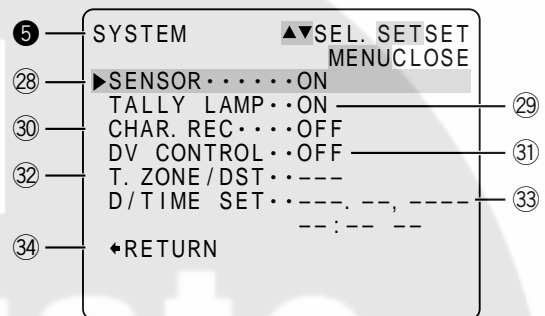 ❺ SYSTEM ▲▼SEL. SETSET
MENUCLOSE
㉘ ▶SENSOR ······ ON
TALLY LAMP ·· ON ㉙
㉚ CHAR. REC ···· OFF
DV CONTROL ·· OFF ㉛
㉜ T. ZONE/DST ·· ---
D/TIME SET ·· ---. --, ---- ㉝
--:-- --
㉞ ←RETURN